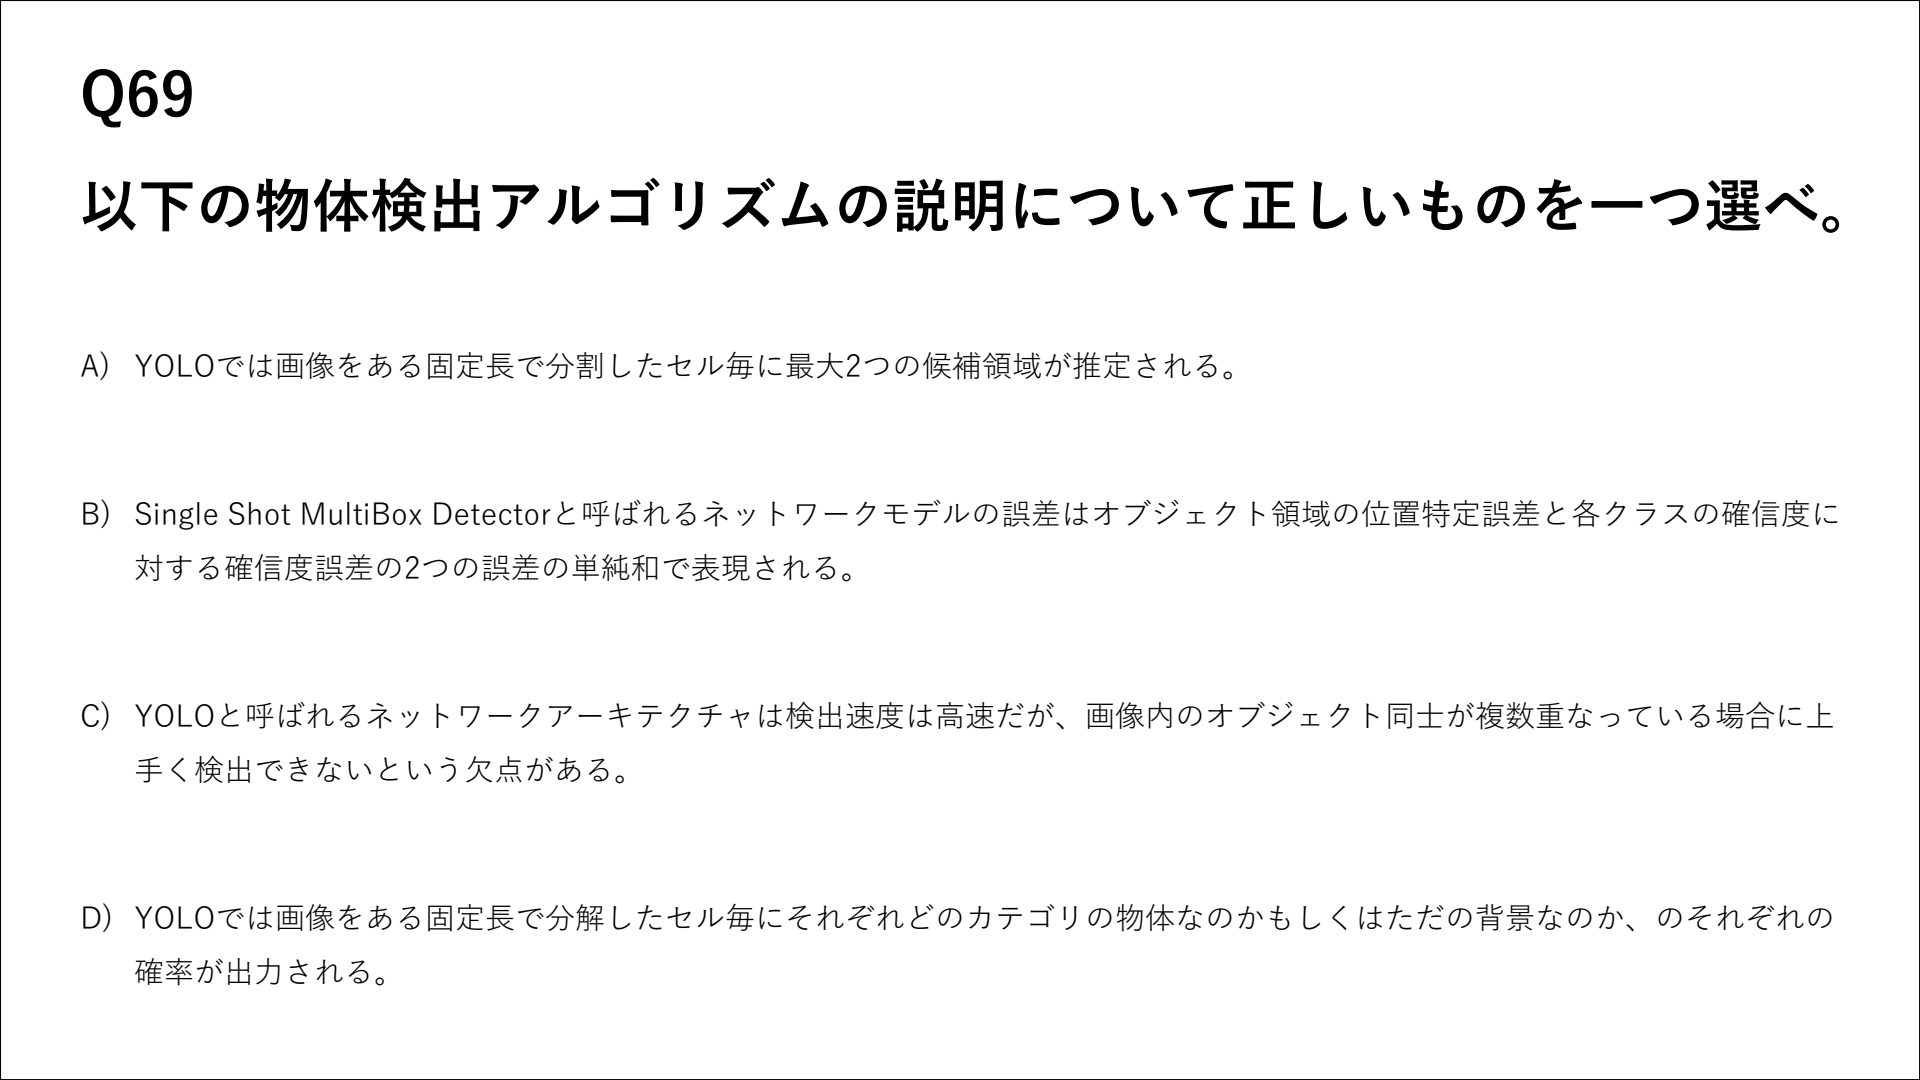 Q69
以下の物体検出アルゴリズムの説明について正しいものを一つ選べ。
A) YOLOでは画像をある固定長で分割したセル毎に最大2つの候補領域が推定される。
B) Single Shot MultiBox Detectorと呼ばれるネットワークモデルの誤差はオブジェクト領域の位置特定誤差と各クラスの確信度に
対する確信度誤差の2つの誤差の単純和で表現される。
C) YOLOと呼ばれるネットワークアーキテクチャは検出速度は高速だが、画像内のオブジェクト同士が複数重なっている場合に上
手く検出できないという欠点がある。
D) YOLOでは画像をある固定長で分解したセル毎にそれぞれどのカテゴリの物体なのかもしくはただの背景なのか、のそれぞれの
確率が出力される。